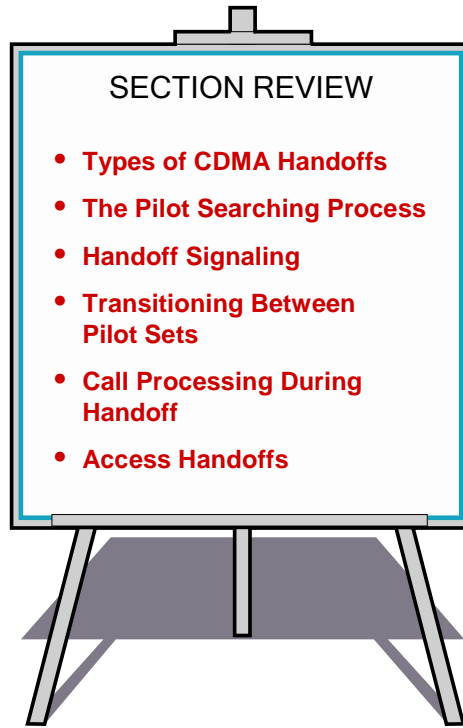 SECTION REVIEW
• Types of CDMA Handoffs
• The Pilot Searching Process
• Handoff Signaling
• Transitioning Between
Pilot Sets
• Call Processing During
Handoff
• Access Handoffs